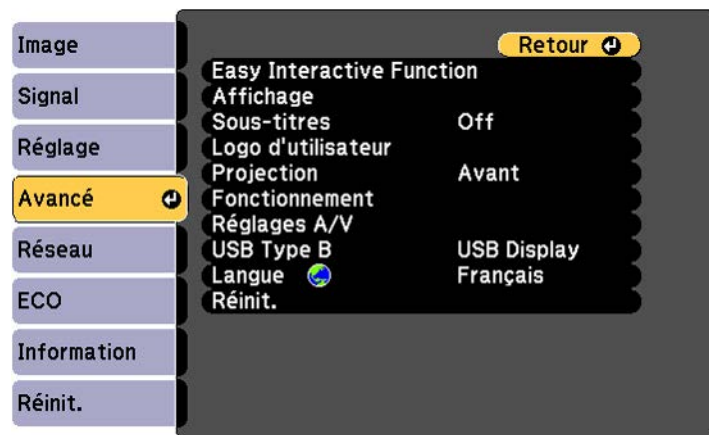 Image
Signal
Réglage
Avancé
Réseau
ECO
Information
Réinit.
Retour
Easy Interactive Function
Affichage
Sous-titres Off
Logo d'utilisateur
Projection Avant
Fonctionnement
Réglages A/V
USB Type B USB Display
Langue Français
Réinit.